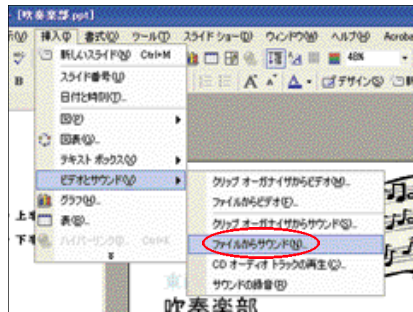 [吹奏楽部.ppt]
挿入(I) 書式(O) ツール(T) スライド ショー(D) ウィンドウ(W) ヘルプ(H) Acrobat
新しいスライド(N) Ctrl+M
48%
スライド番号(U)
日付と時刻(T)...
B
A A A デザイン(S)
図(P)
図表(G)...
テキスト ボックス(X)
ビデオとサウンド(V)
クリップ オーガナイザからビデオ(M)...
グラフ(H)...
ファイルからビデオ(E)...
表(B)...
クリップ オーガナイザからサウンド(S)...
ハイパーリンク(I)... Ctrl+K
ファイルからサウンド(N)...
CD オーディオ トラックの再生(C)...
サウンドの録音(R)
吹奏楽部